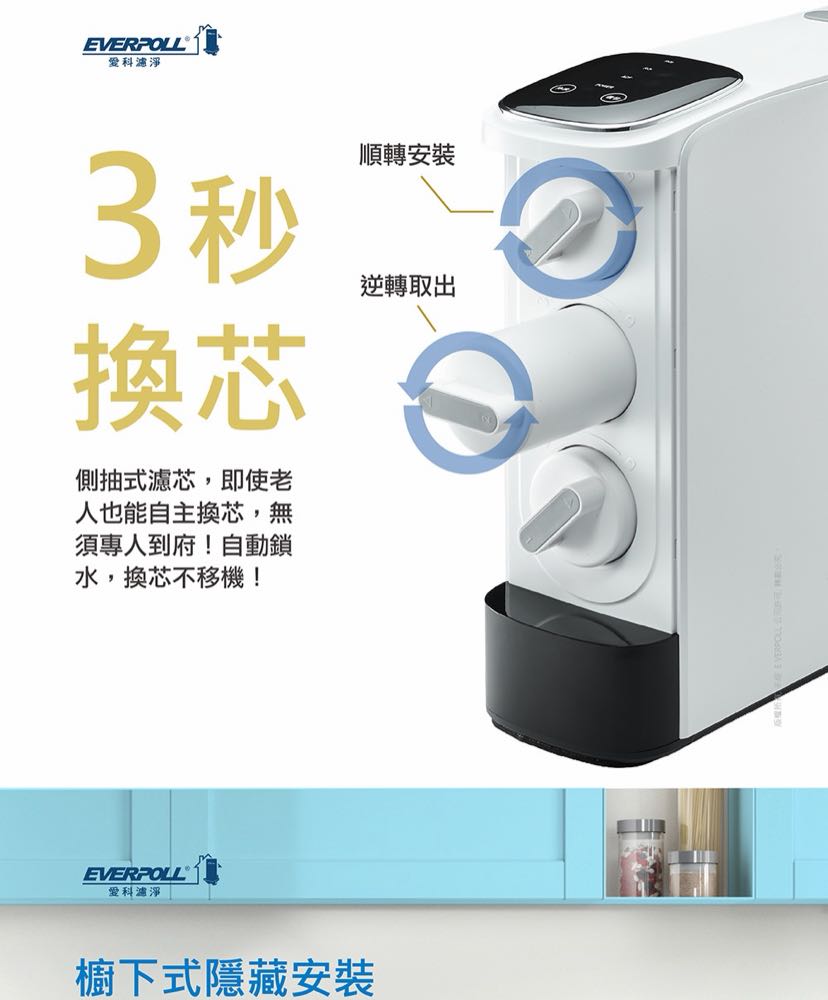 EVERPOLL®
愛科濾淨
3秒
換芯
順轉安裝
逆轉取出
側抽式濾芯，即使老
人也能自主換芯，無
須專人到府！自動鎖
水，換芯不移機！
EVERPOLL®
愛科濾淨
櫥下式隱藏安裝